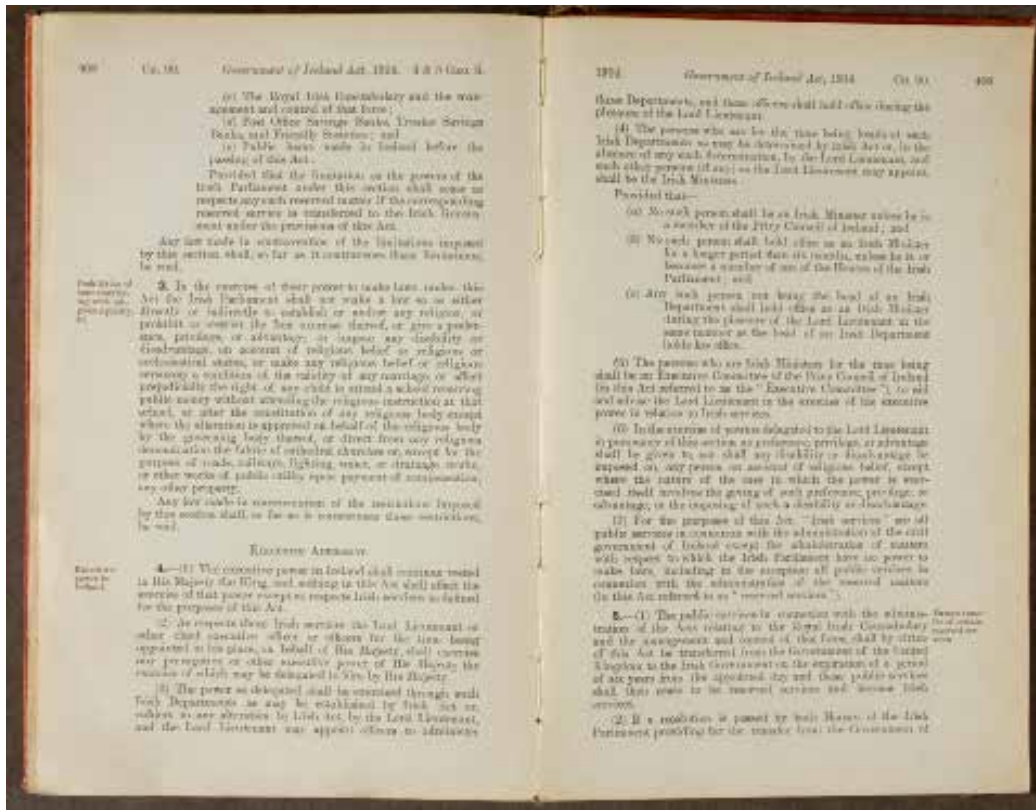 408 CH. 90. Government of Ireland Act, 1914. 4 & 5 GEO. 5.
(c) The Royal Irish Constabulary and the management and control of that force;
(d) Post Office Savings Banks, Trustee Savings
Banks, and Friendly Societies; and
(e) Public loans made in Ireland before the
passing of this Act:
Provided that the limitation on the powers of the
Irish Parliament under this section shall cease as
respects any such reserved matter if the corresponding
reserved service is transferred to the Irish Government
under the provisions of this Act.
Any law made in contravention of the limitations imposed
by this section shall, so far as it contravenes those limitations,
be void.
3. In the exercise of their power to make laws under this
Act the Irish Parliament shall not make a law so as either
directly or indirectly to establish or endow any religion, or
prohibit or restrict the free exercise thereof, or give a preference,
privilege, or advantage, or impose any disability or
disadvantage, on account of religious belief or religious or
ecclesiastical status, or make any religious belief or religious
ceremony a condition of the validity of any marriage, or affect
prejudicially the right of any child to attend a school receiving
public money without attending the religious instruction at that
school, or alter the constitution of any religious body except
where the alteration is approved on behalf of the religious body
by the governing body thereof, or divert from any religious
denomination the fabric of cathedral churches or, except for the
purpose of roads, railways, lighting, water, or drainage works,
or other works of public utility upon payment of compensation,
any other property.
Any law made in contravention of the restrictions imposed
by this section shall, so far as it contravenes those restrictions,
be void.
EXECUTIVE AUTHORITY.
Executive power in Ireland.
4.—(1) The executive power in Ireland shall continue vested
in His Majesty the King, and nothing in this Act shall affect the
exercise of that power except as respects Irish services as defined
for the purposes of this Act.
(2) As respects those Irish services the Lord Lieutenant or
other chief executive officer or officers for the time being
appointed in his place, on behalf of His Majesty, shall exercise
any prerogative or other executive power of His Majesty the
exercise of which may be delegated to him by His Majesty.
(3) The power so delegated shall be exercised through such
Irish Departments as may be established by Irish Act or,
subject to any alteration by Irish Act, by the Lord Lieutenant,
and the Lord Lieutenant may appoint officers to administer
1914. Government of Ireland Act, 1914. CH. 90. 409
those Departments, and those officers shall hold office during the
pleasure of the Lord Lieutenant.
(4) The persons who are for the time being heads of such
Irish Departments as may be determined by Irish Act or, in the
absence of any such determination, by the Lord Lieutenant, and
such other persons (if any) as the Lord Lieutenant may appoint,
shall be the Irish Ministers.
Provided that—
(a) No such person shall be an Irish Minister unless he is
a member of the Privy Council of Ireland; and
(b) No such person shall hold office as an Irish Minister
for a longer period than six months, unless he is or
becomes a member of one of the Houses of the Irish
Parliament; and
(c) Any such person not being the head of an Irish
Department shall hold office as an Irish Minister
during the pleasure of the Lord Lieutenant in the
same manner as the head of an Irish Department
holds his office.
(5) The persons who are Irish Ministers for the time being
shall be an Executive Committee of the Privy Council of Ireland
(in this Act referred to as the "Executive Committee"), to aid
and advise the Lord Lieutenant in the exercise of his executive
power in relation to Irish services.
(6) In the exercise of powers delegated to the Lord Lieutenant
in pursuance of this section no preference, privilege, or advantage
shall be given to, nor shall any disability or disadvantage be
imposed on, any person on account of religious belief, except
where the nature of the case in which the power is exercised
itself involves the giving of such preference, privilege, or
advantage, or the imposing of such a disability or disadvantage.
(7) For the purposes of this Act, "Irish services" are all
public services in connexion with the administration of the civil
government of Ireland except the administration of matters
with respect to which the Irish Parliament have no power to
make laws, including in the exception all public services in
connexion with the administration of the reserved matters
(in this Act referred to as "reserved services").
5.—(1) The public services in connexion with the administration
of the Acts relating to the Royal Irish Constabulary
and the management and control of that force, shall by virtue
of this Act be transferred from the Government of the United
Kingdom to the Irish Government on the expiration of a period
of six years from the appointed day and those public services
shall then cease to be reserved services and become Irish
services.
(2) If a resolution is passed by both Houses of the Irish
Parliament providing for the transfer from the Government of